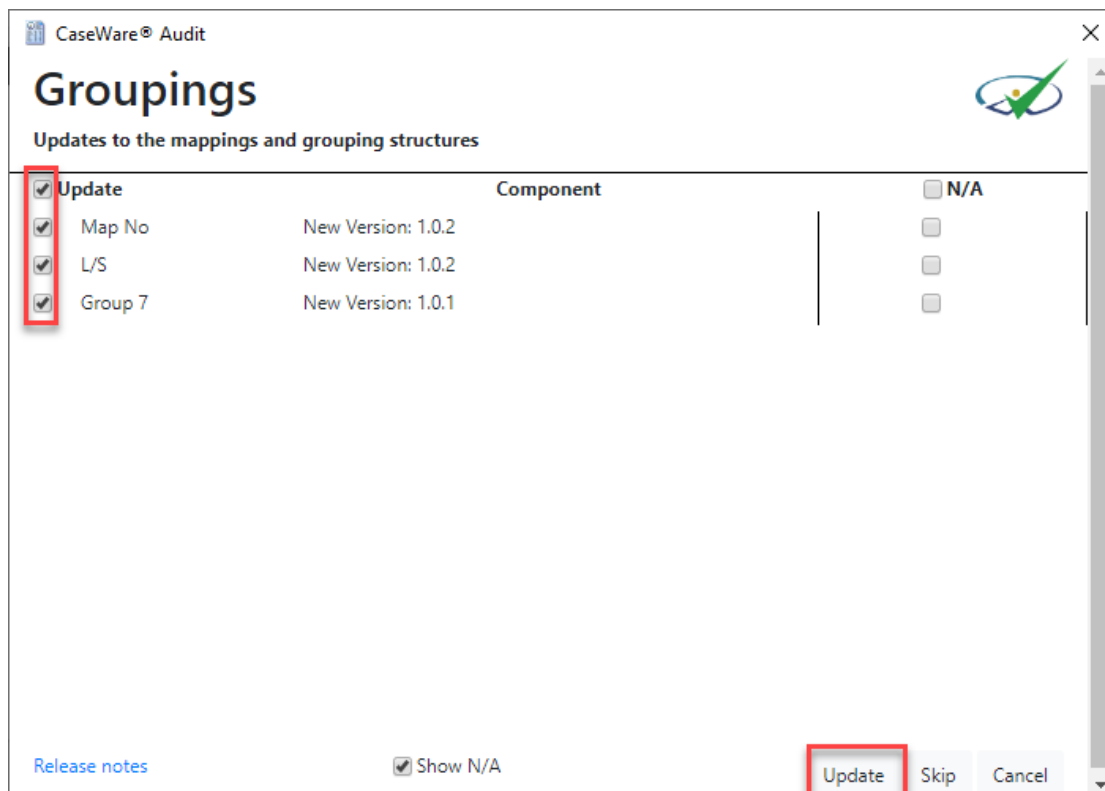 CaseWare® Audit
Groupings
Updates to the mappings and grouping structures
Update Component N/A
Map No New Version: 1.0.2
L/S New Version: 1.0.2
Group 7 New Version: 1.0.1
Release notes Show N/A Update Skip Cancel